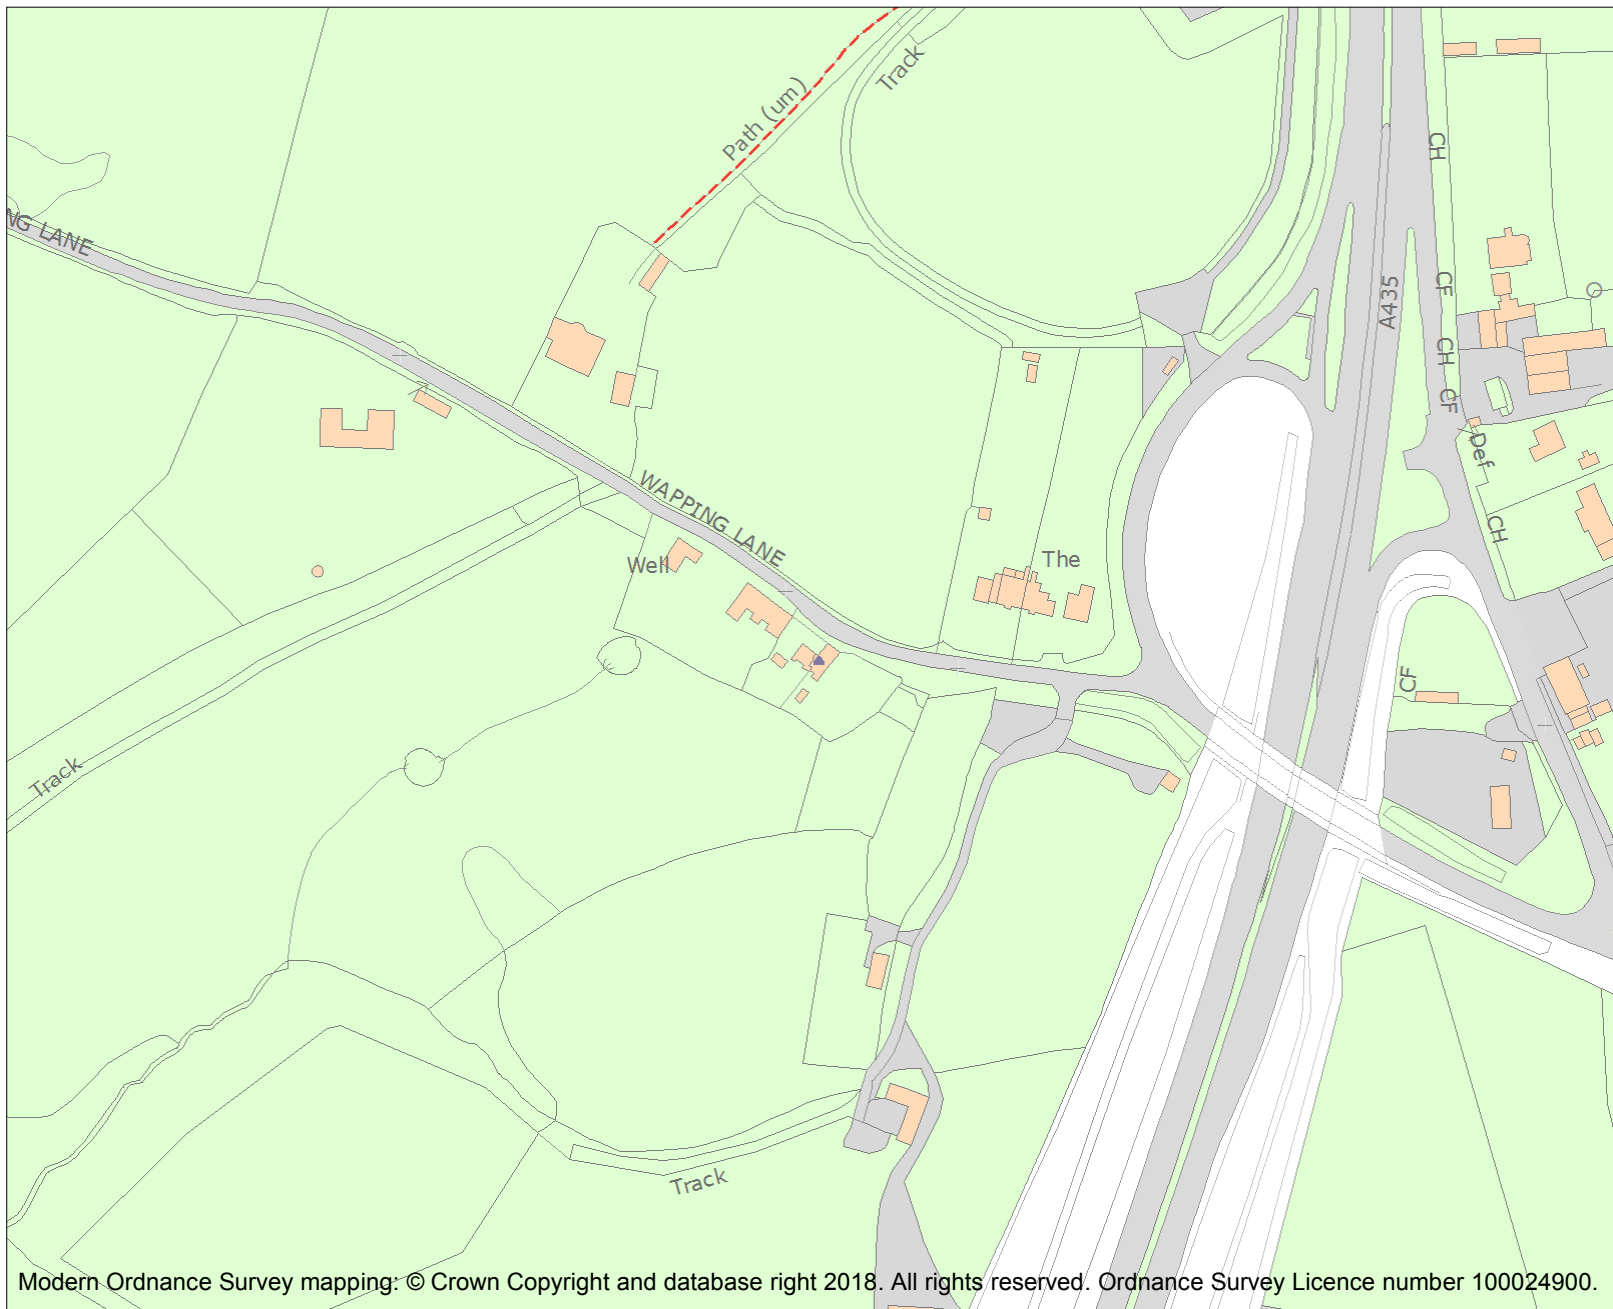 Track
Path (um)
CH
NG LANE
A435
CF
CH
CF
Def
WAPPING LANE
CH
Well
The
CF
Track
Track
Modern Ordnance Survey mapping: © Crown Copyright and database right 2018. All rights reserved. Ordnance Survey Licence number 100024900.